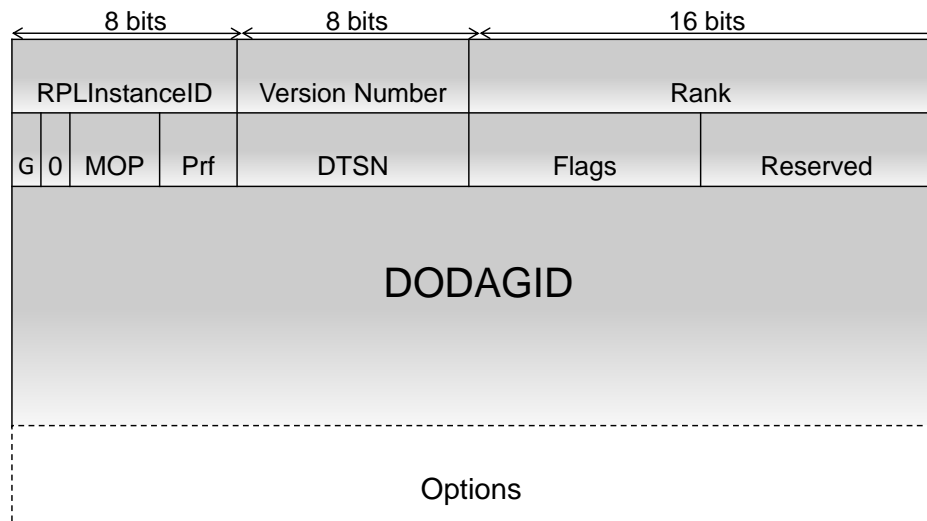 8 bits 8 bits 16 bits
RPLInstanceID Version Number Rank
G 0 MOP Prf DTSN Flags Reserved
DODAGID
Options